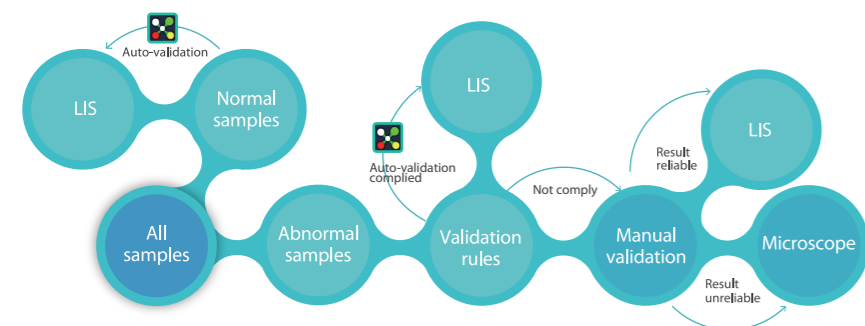 Auto-validation
LIS
Normal
samples
LIS
Auto-validation
complied
Not comply
Result
reliable
LIS
All
samples
Abnormal
samples
Validation
rules
Manual
validation
Microscope
Result
unreliable